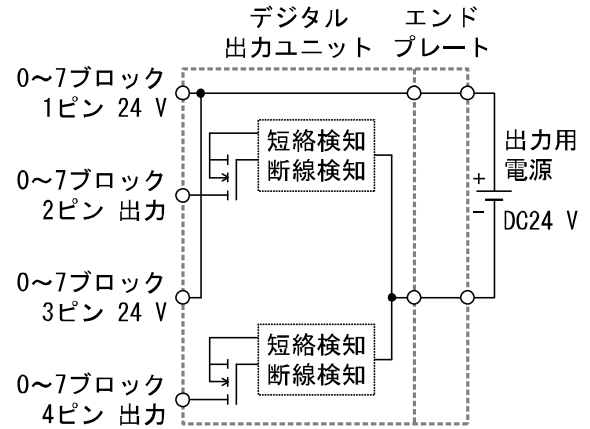 デジタル
出力ユニット
エンド
プレート
0～7ブロック
1ピン 24 V
短絡検知
断線検知
0～7ブロック
2ピン 出力
出力用
電源
+
−
DC24 V
0～7ブロック
3ピン 24 V
短絡検知
断線検知
0～7ブロック
4ピン 出力